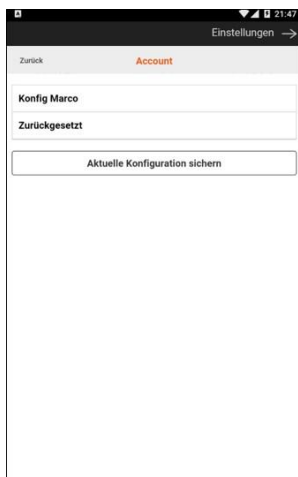 21:47
Einstellungen →
Zurück Account
Konfig Marco
Zurückgesetzt
Aktuelle Konfiguration sichern